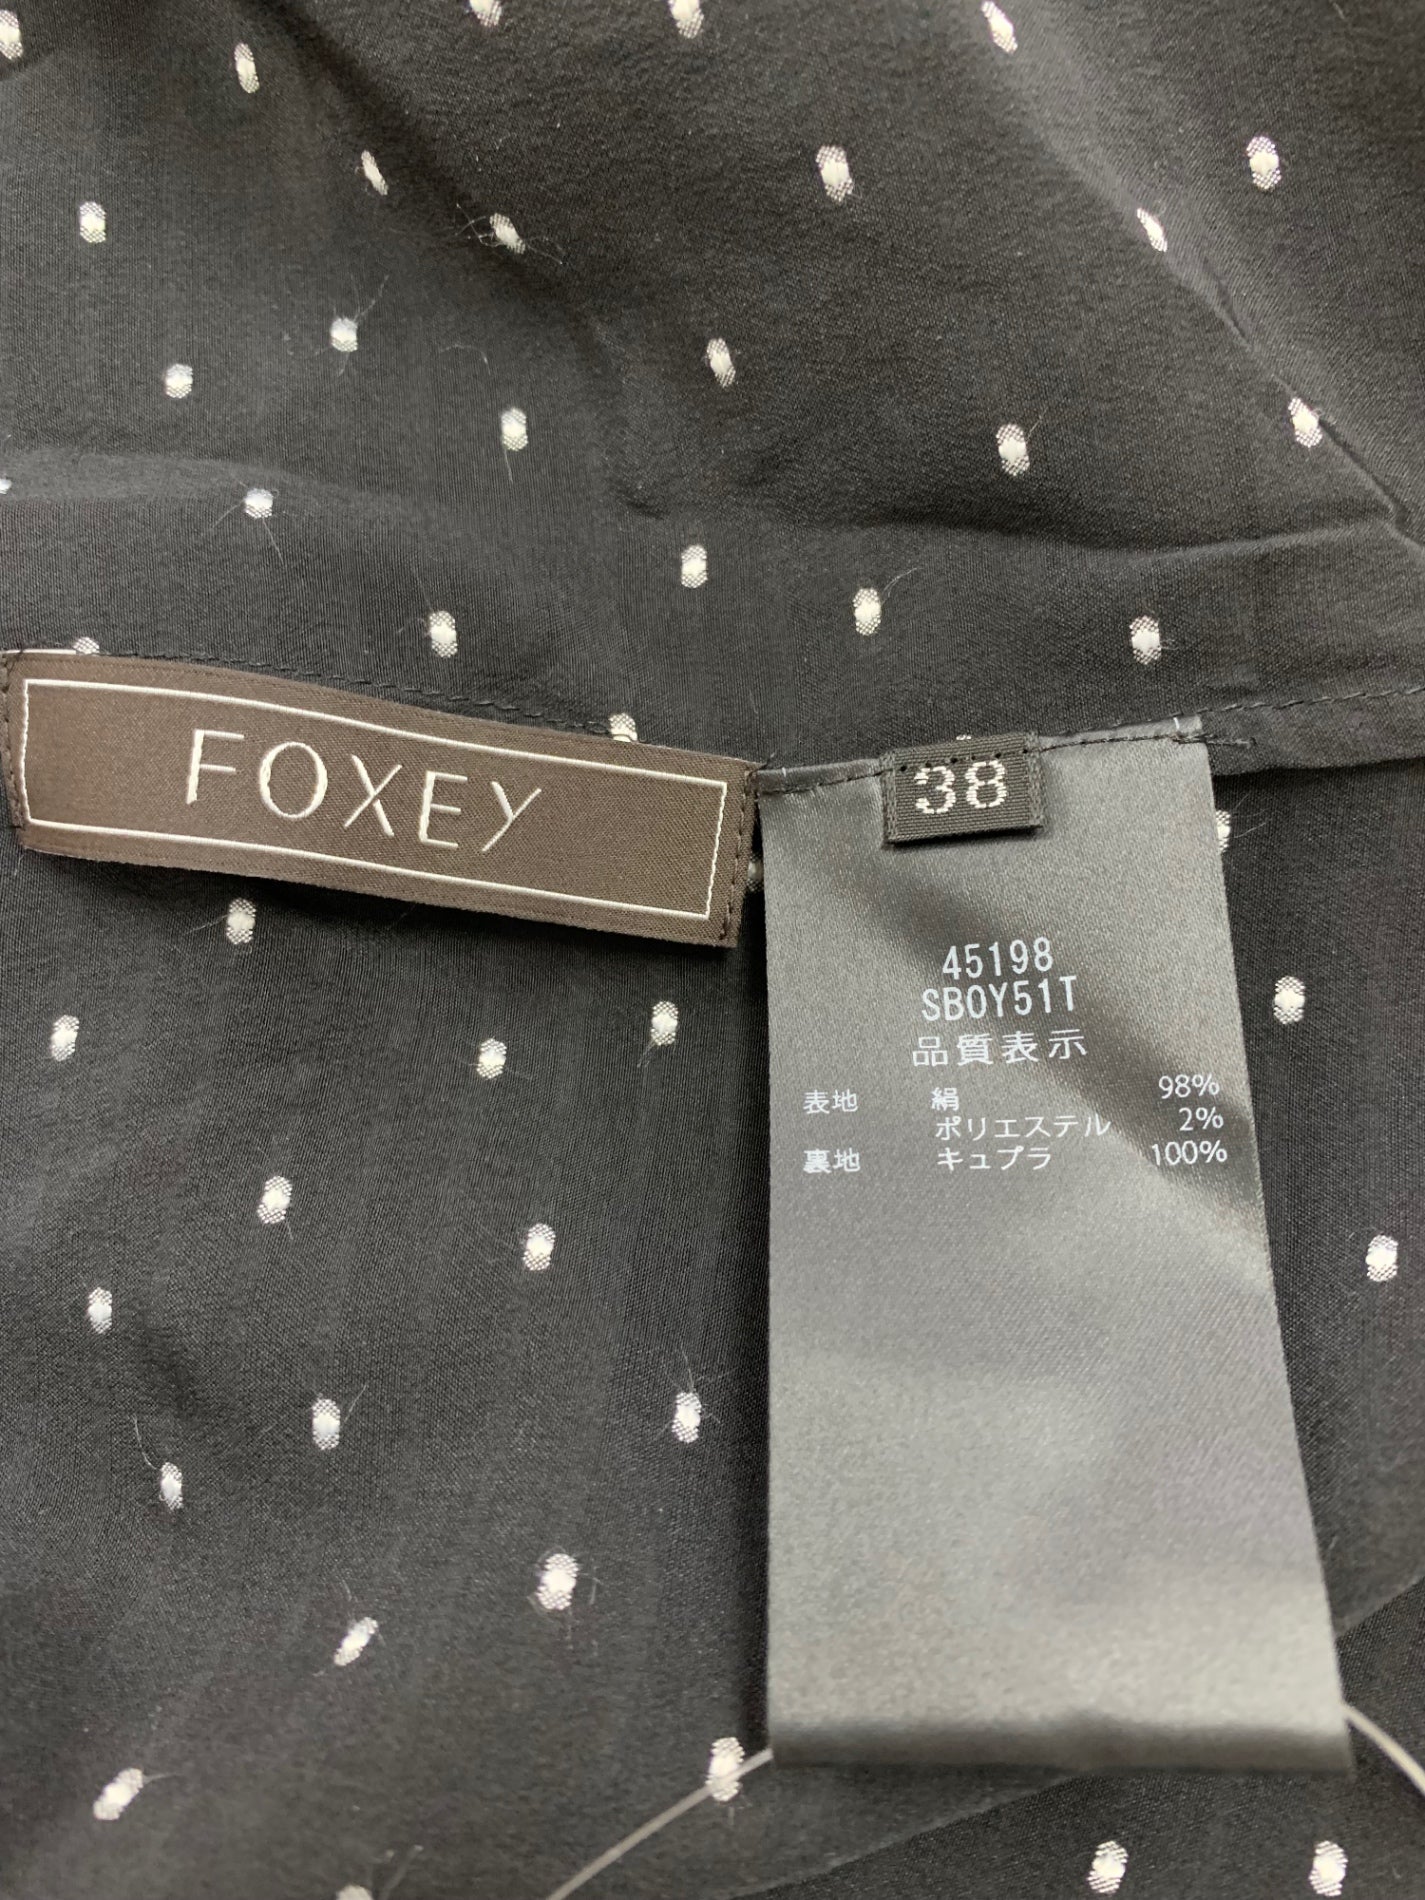 FOXEY
38
45198
SBOY51T
品質表示
表地 絹 98%
ポリエステル 2%
裏地 キュプラ 100%